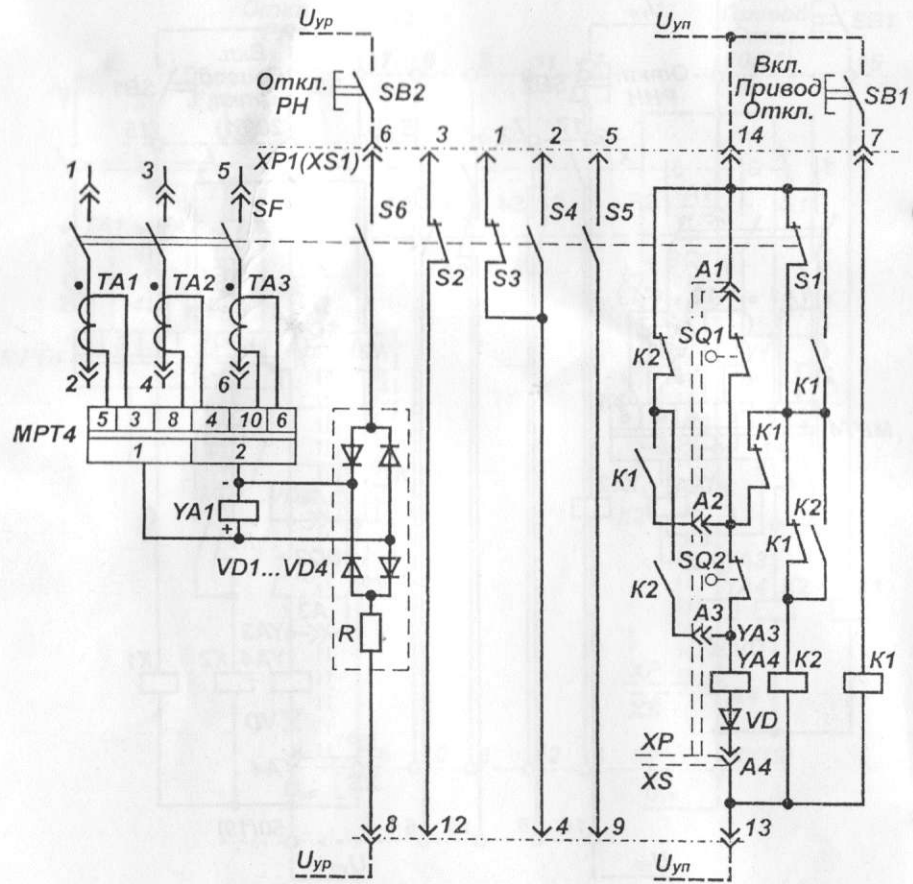 Uур
Uуп
Откл.
РН
SB2
Вкл.
Привод
Откл.
SB1
6 3 1 2 5 14 7
XP1(XS1)
1 3 5
SF
S6
S2
S3
S4
S5
S1
A1
TA1 TA2 TA3
SQ1
K2
K1
2 4 6
MPT4
5 3 8 4 10 6
1 2
K1
K1
A2
K2
K1
-
YA1
+
VD1...VD4
SQ2
K2
A3
R
YA3
YA4
K2
K1
VD
XP
XS
A4
8 12 4 9 13
Uур
Uуп